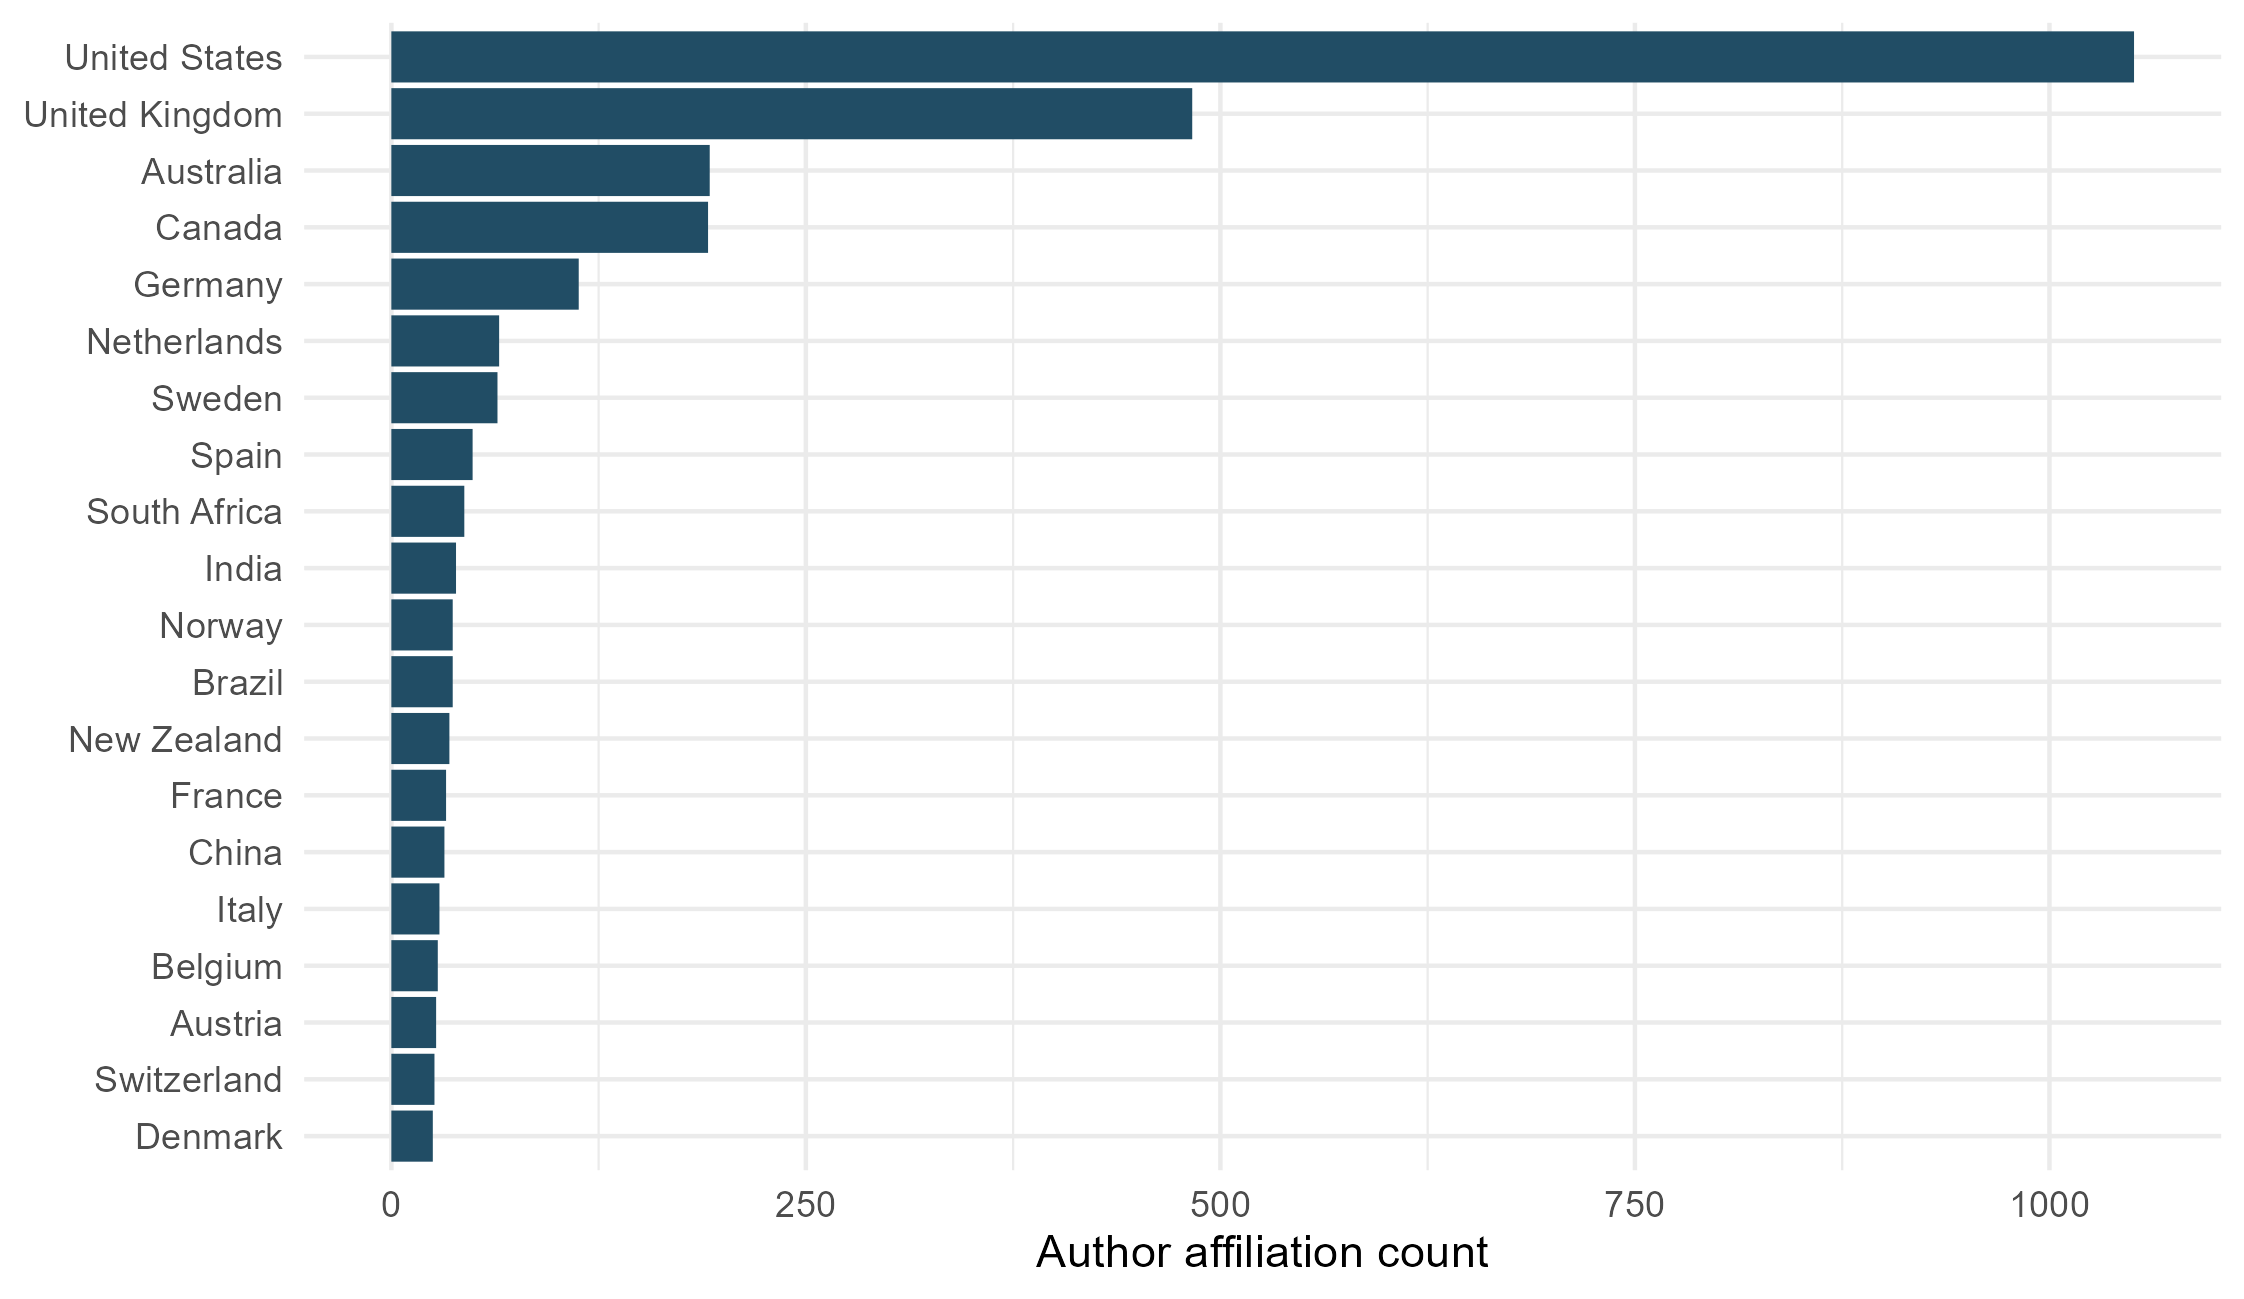 United States
United Kingdom
Australia
Canada
Germany
Netherlands
Sweden
Spain
South Africa
India
Norway
Brazil
New Zealand
France
China
Italy
Belgium
Austria
Switzerland
Denmark
0 250 500 750 1000
Author affiliation count